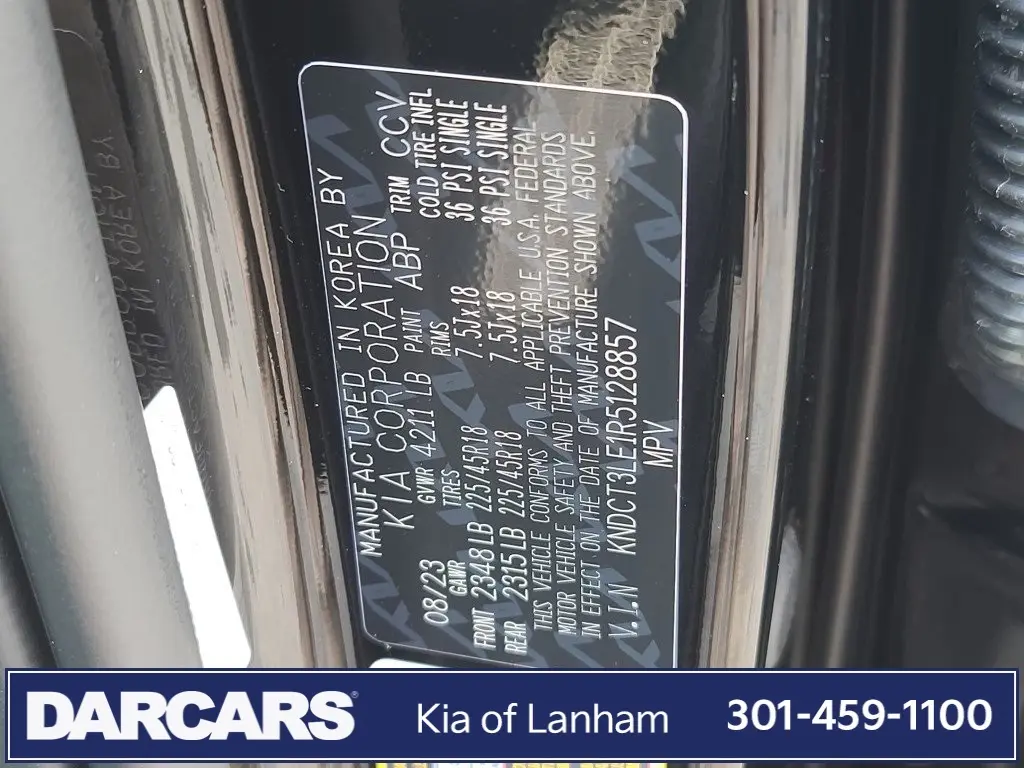 MANUFACTURED IN KOREA BY
KIA CORPORATION
08/23 GVWR 4211 LB PAINT ABP TRIM CCV
GAWR TIRES RIMS COLD TIRE INFL
FRONT 2348LB 225/45R18 7.5Jx18 36 PSI SINGLE
REAR 2315LB 225/45R18 7.5Jx18 36 PSI SINGLE
THIS VEHICLE CONFORMS TO ALL APPLICABLE U.S.A. FEDERAL
MOTOR VEHICLE SAFETY AND THEFT PREVENTION STANDARDS
IN EFFECT ON THE DATE OF MANUFACTURE SHOWN ABOVE.
V.I.N KNDCT3LE1R5128857
MPV
DARCARS® Kia of Lanham 301-459-1100